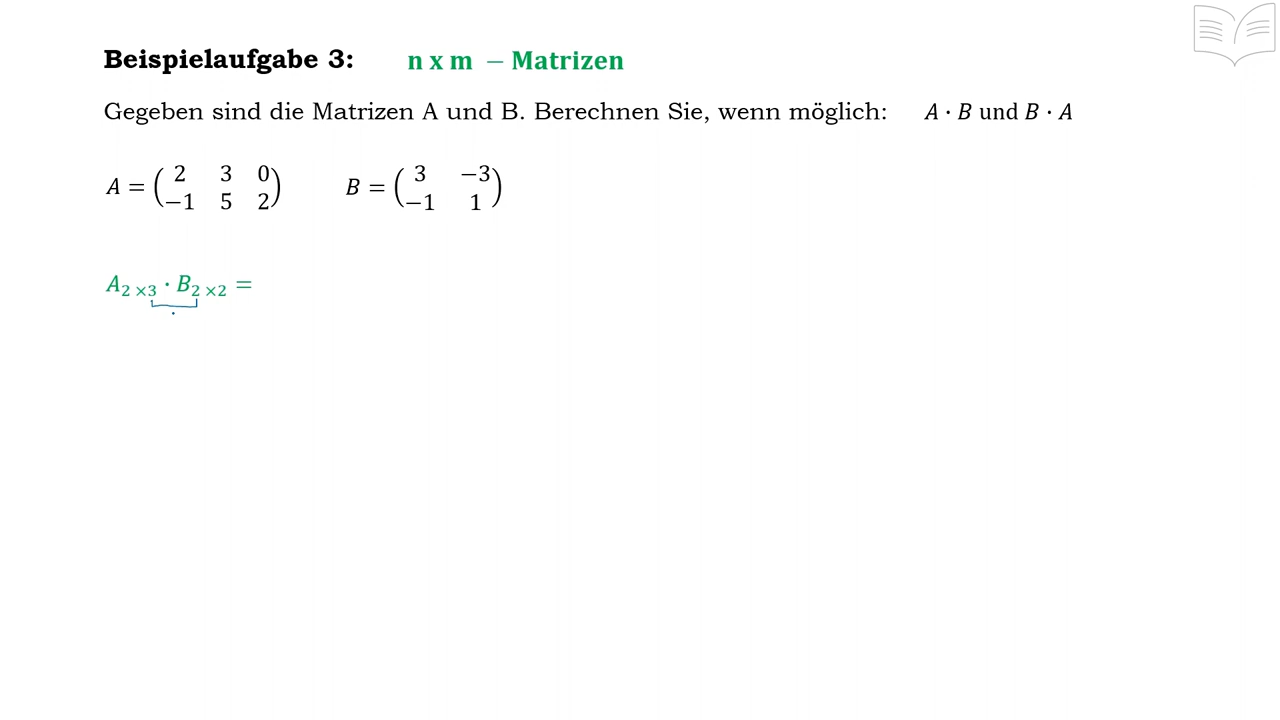 Beispielaufgabe 3: n x m – Matrizen
Gegeben sind die Matrizen A und B. Berechnen Sie, wenn möglich: A · B und B · A
A = ( 2 3 0 ) B = ( 3 −3 )
( −1 5 2 ) ( −1 1 )
A₂ ×₃ · B₂ ×₂ =